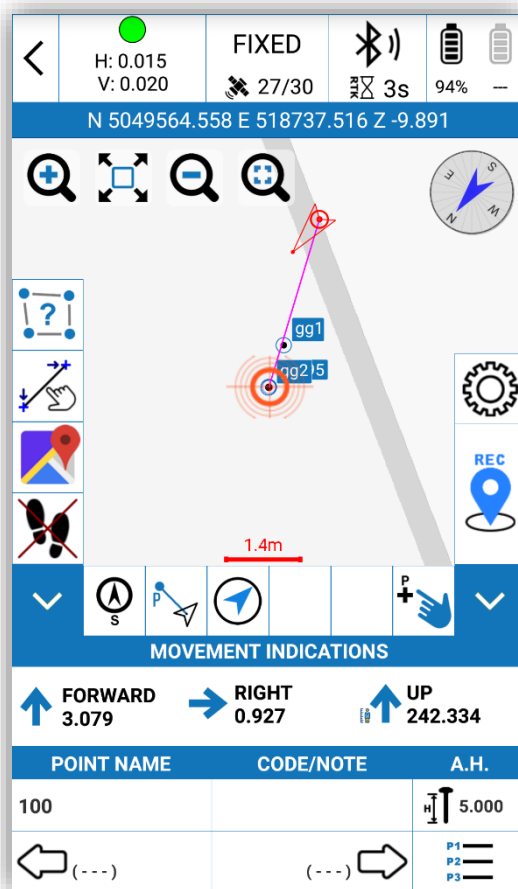 H: 0.015
V: 0.020
FIXED
27/30
RTK 3s
94%
---
N 5049564.558 E 518737.516 Z -9.891
S
E
W
N
?
gg1
gg2
5
REC
1.4m
S
P
P
MOVEMENT INDICATIONS
FORWARD
3.079
RIGHT
0.927
UP
242.334
POINT NAME CODE/NOTE A.H.
100
H 5.000
(---)
(---)
P1
P2
P3